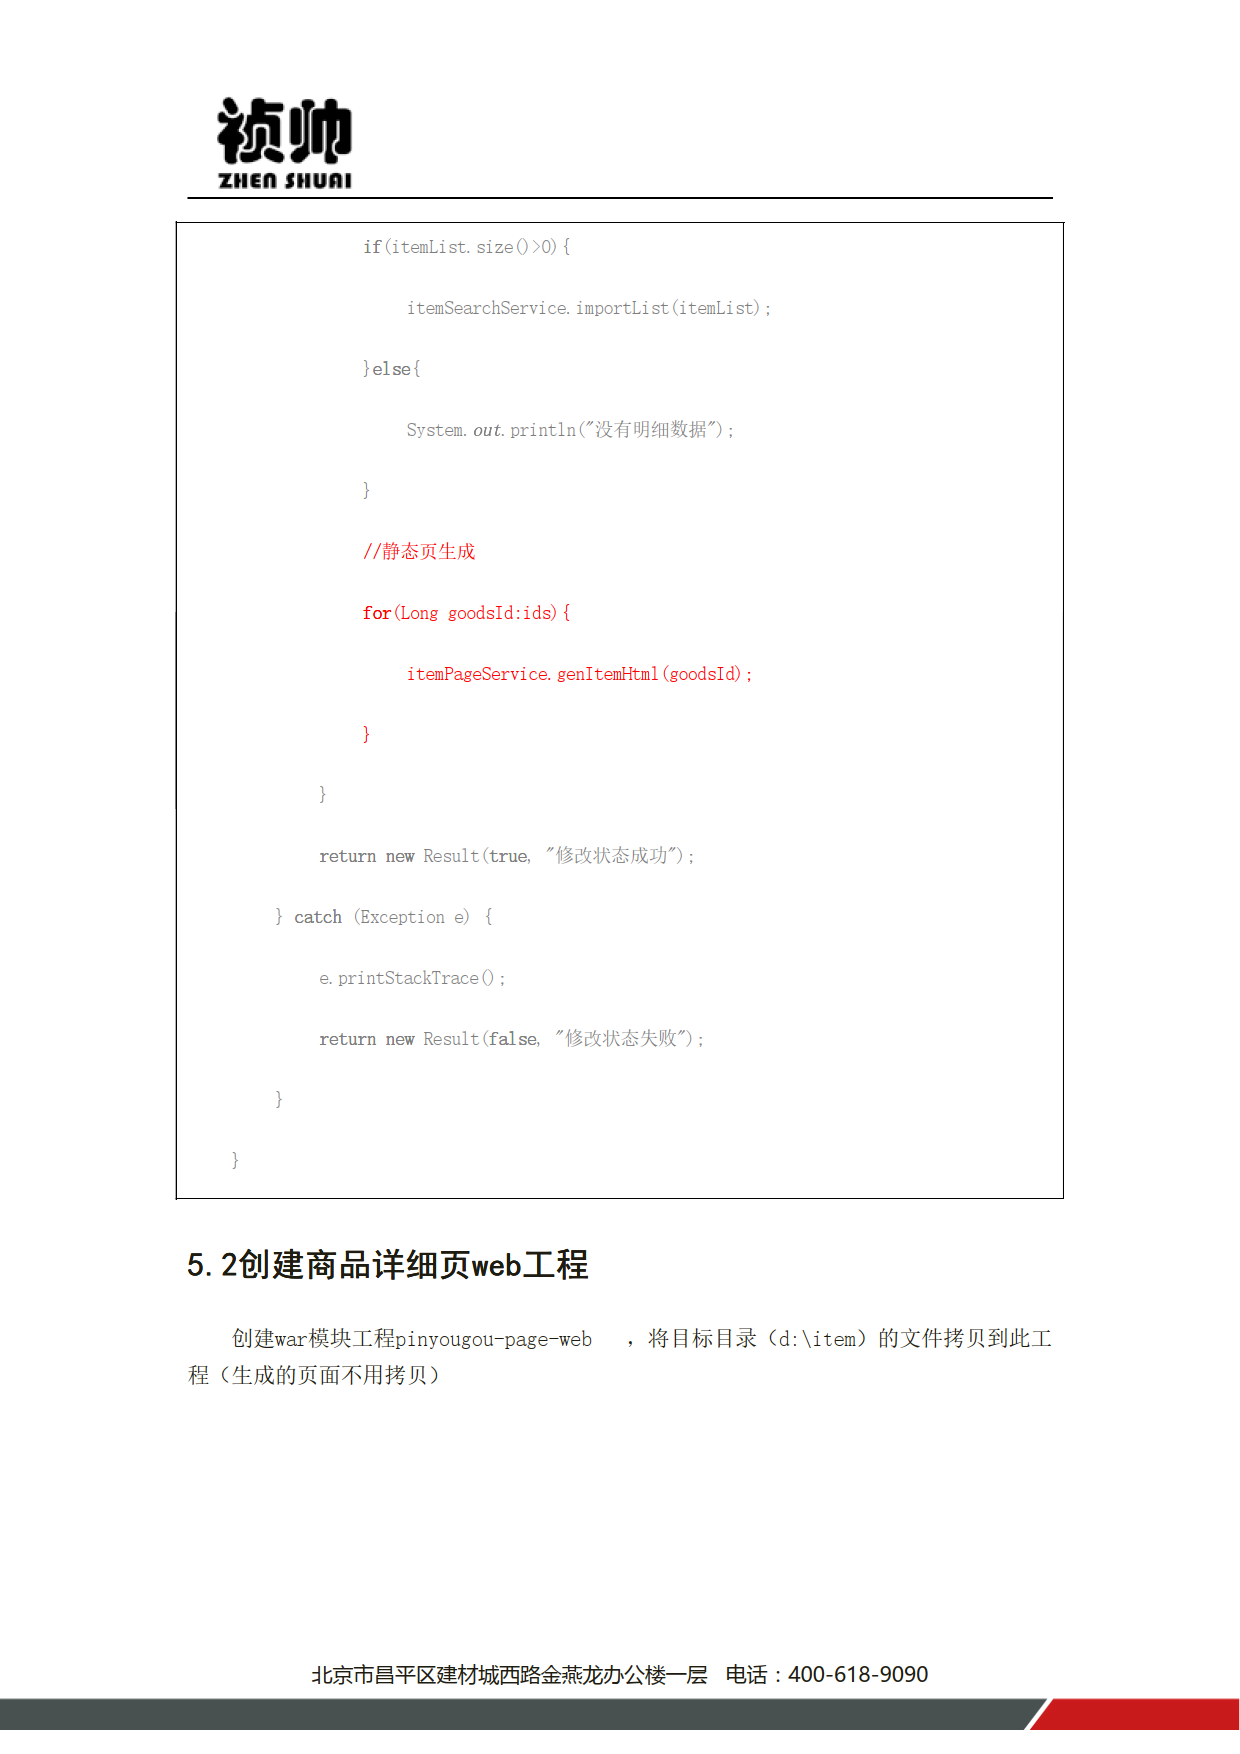 祯帅
ZHEN SHUAI
if(itemList.size()>0){
itemSearchService.importList(itemList);
}else{
System.out.println("没有明细数据");
}
//静态页生成
for(Long goodsId:ids){
itemPageService.genItemHtml(goodsId);
}
}
return new Result(true, "修改状态成功");
} catch (Exception e) {
e.printStackTrace();
return new Result(false, "修改状态失败");
}
}
5.2创建商品详细页web工程
创建war模块工程pinyougou-page-web ，将目标目录（d:\item）的文件拷贝到此工
程（生成的页面不用拷贝）
北京市昌平区建材城西路金燕龙办公楼一层 电话：400-618-9090